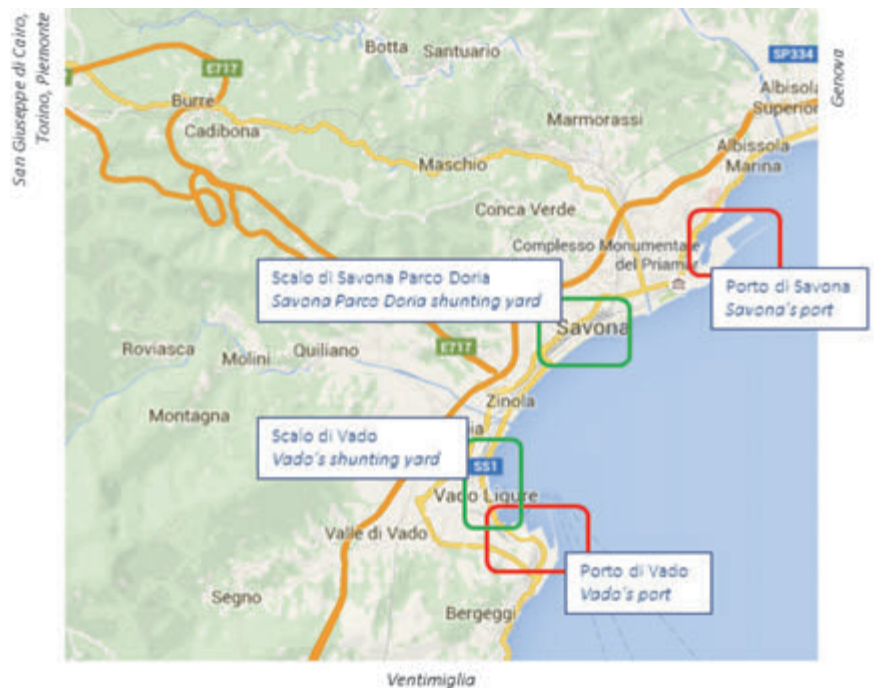 San Giuseppe di Cairo,
Torino, Piemonte
Genova
Botta
Santuario
SP334
E717
Albisola
Superior
Burre
Cadibona
Marmorassi
Albissola
Marina
Maschio
Conca Verde
Complesso Monumentale
del Priamar
Scalo di Savona Parco Doria
Savona Parco Doria shunting yard
Porto di Savona
Savona's port
Savona
Roviasca
Molini
Quiliano
E717
Zinola
Montagna
Scalo di Vado
Vado's shunting yard
ia
SS1
Vado Ligure
Valle di Vado
Porto di Vado
Vado's port
Segno
Bergeggi
Ventimiglia